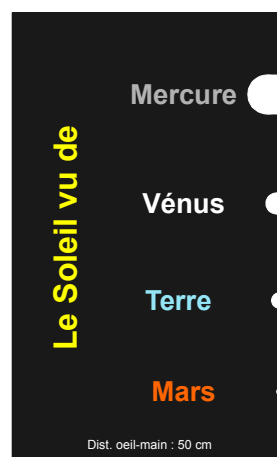 Le Soleil vu de
Mercure
Vénus
Terre
Mars
Dist. oeil-main : 50 cm